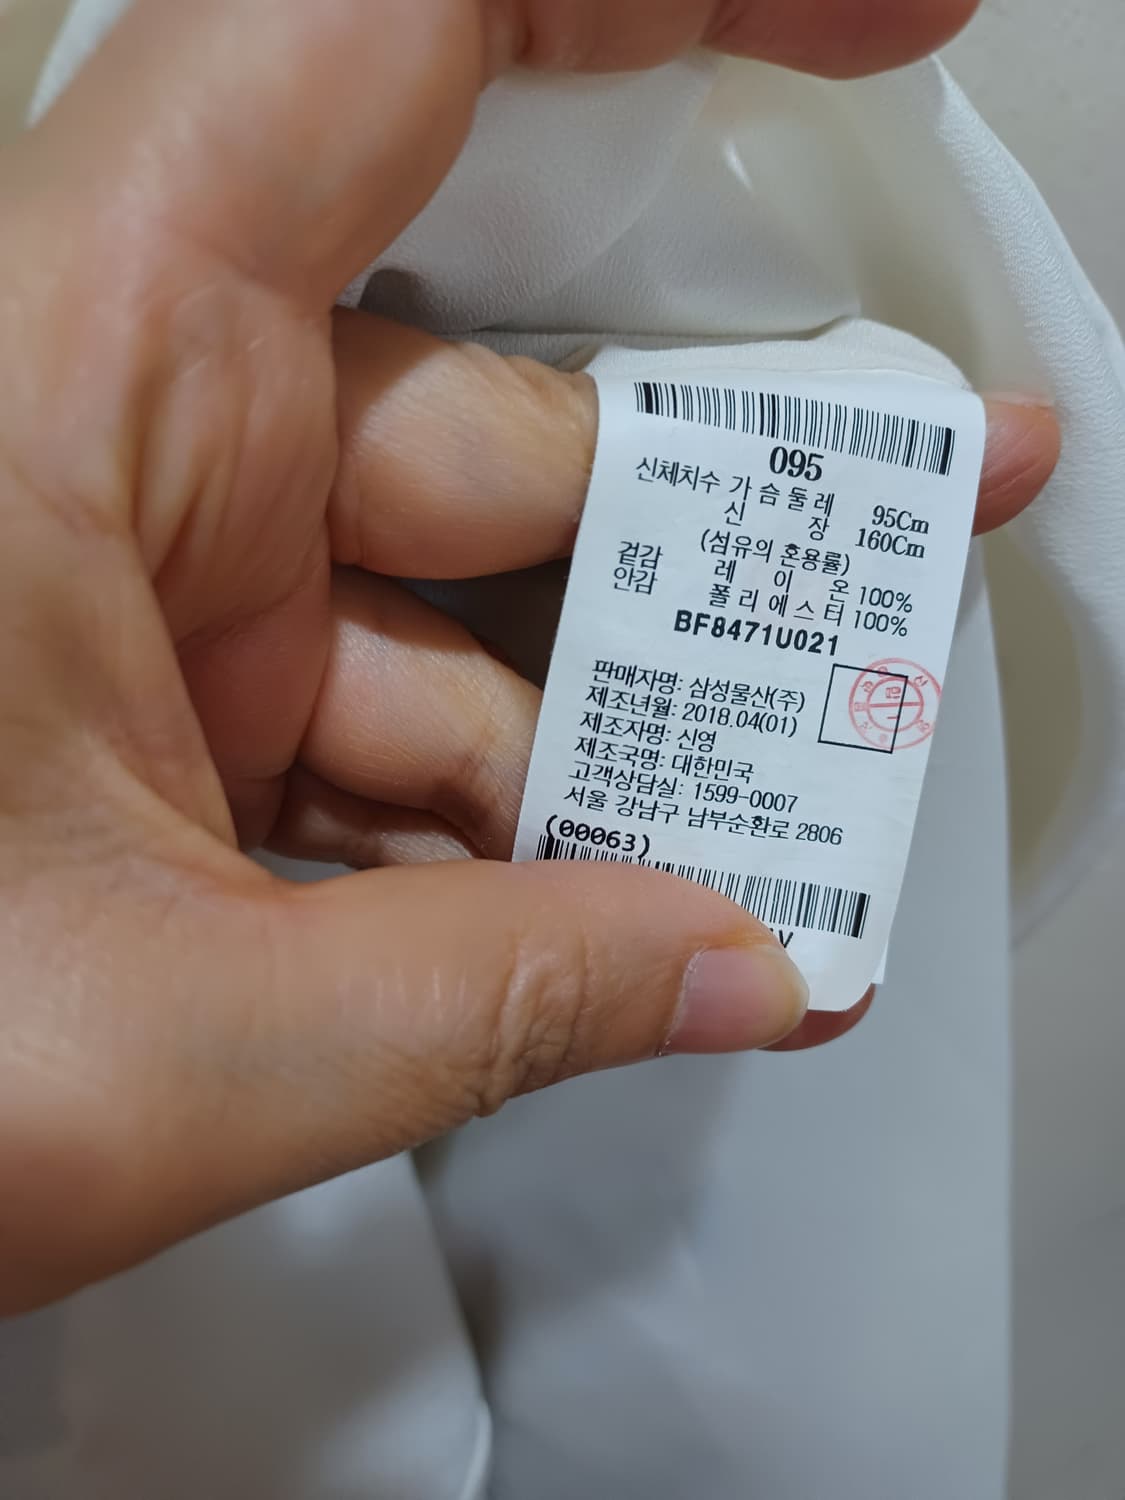 095
신체치수 가슴둘레 95Cm
신장 160Cm
(섬유의 혼용률)
겉감 레이온 100%
안감 폴리에스터 100%
BF8471U021
판매자명: 삼성물산(주)
제조년월: 2018.04(01)
제조자명: 신영
제조국명: 대한민국
고객상담실: 1599-0007
서울 강남구 남부순환로 2806
(00063)